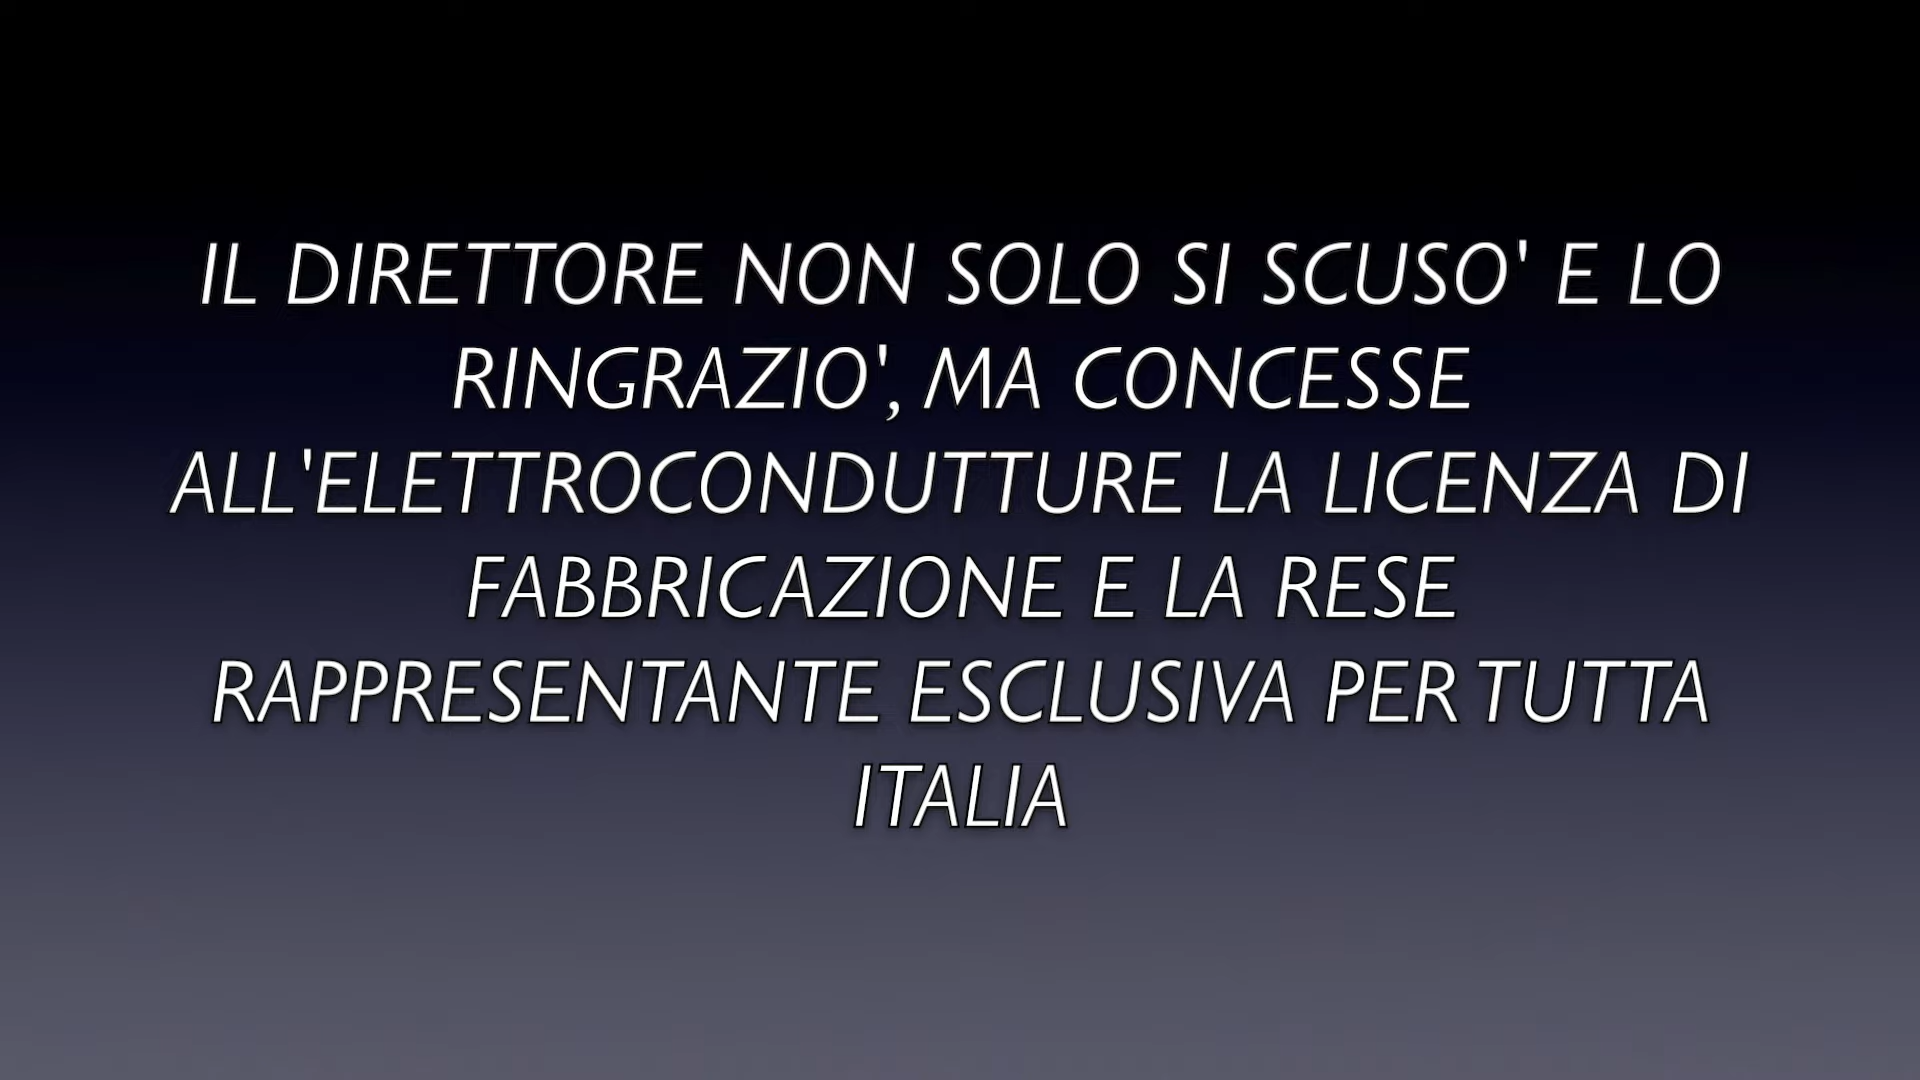 IL DIRETTORE NON SOLO SI SCUSO' E LO
RINGRAZIO', MA CONCESSE
ALL'ELETTROCONDUTTURE LA LICENZA DI
FABBRICAZIONE E LA RESE
RAPPRESENTANTE ESCLUSIVA PER TUTTA
ITALIA